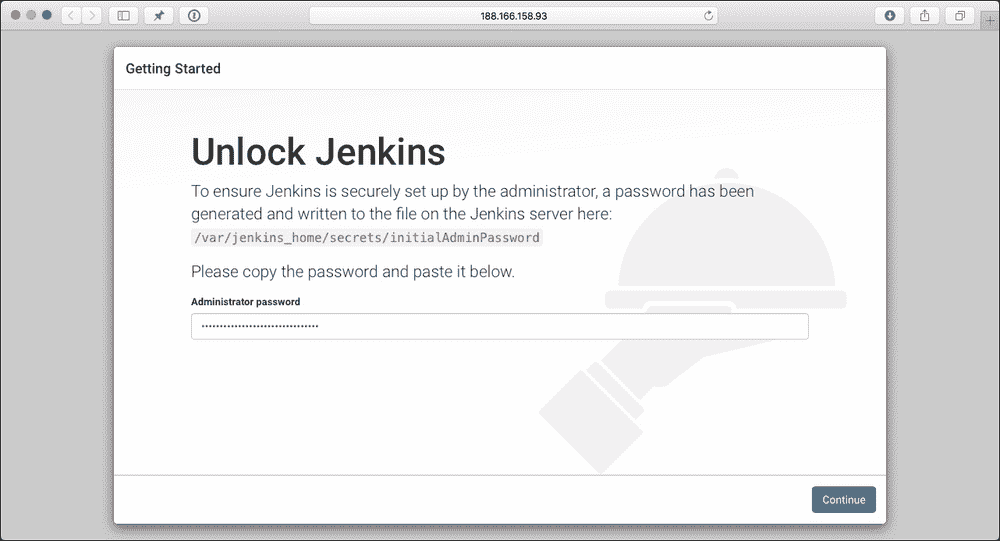 188.166.158.93
Getting Started
Unlock Jenkins
To ensure Jenkins is securely set up by the administrator, a password has been
generated and written to the file on the Jenkins server here:
/var/jenkins_home/secrets/initialAdminPassword
Please copy the password and paste it below.
Administrator password
••••••••••••••••••••••••••••••••
Continue